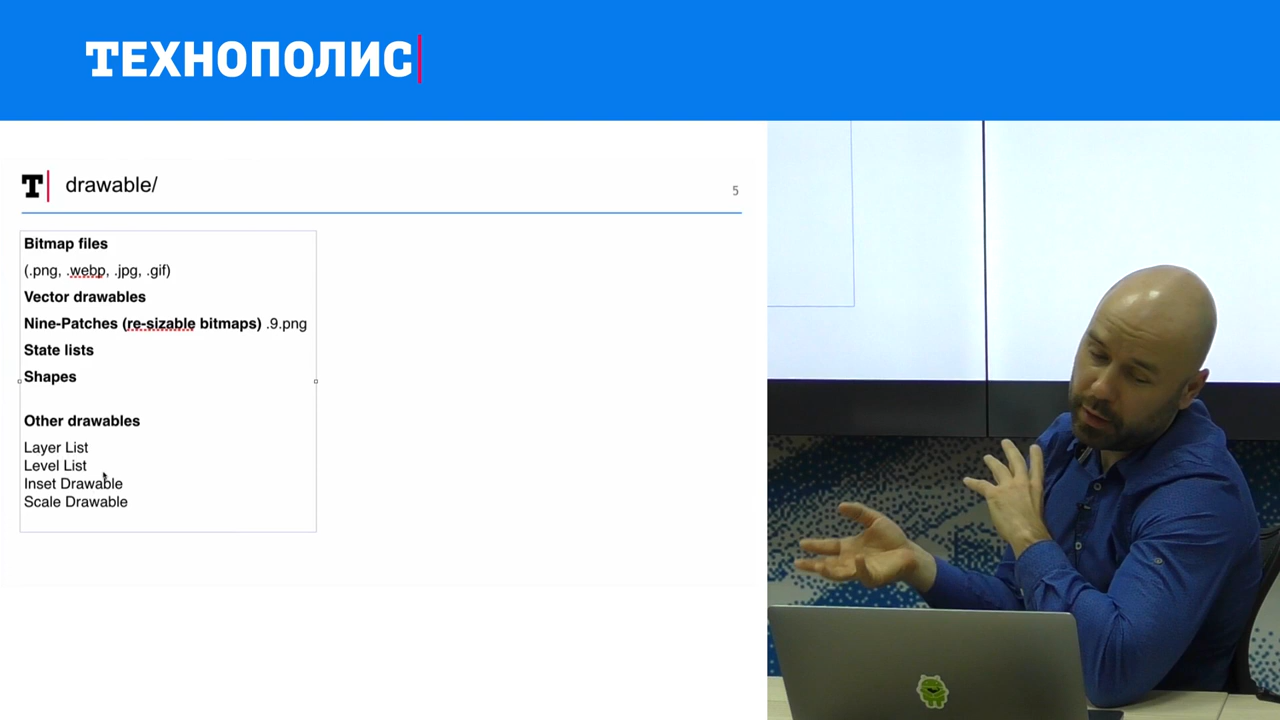 ТЕХНОПОЛИС
T drawable/
5
Bitmap files
(.png, .webp, .jpg, .gif)
Vector drawables
Nine-Patches (re-sizable bitmaps) .9.png
State lists
Shapes
Other drawables
Layer List
Level List
Inset Drawable
Scale Drawable